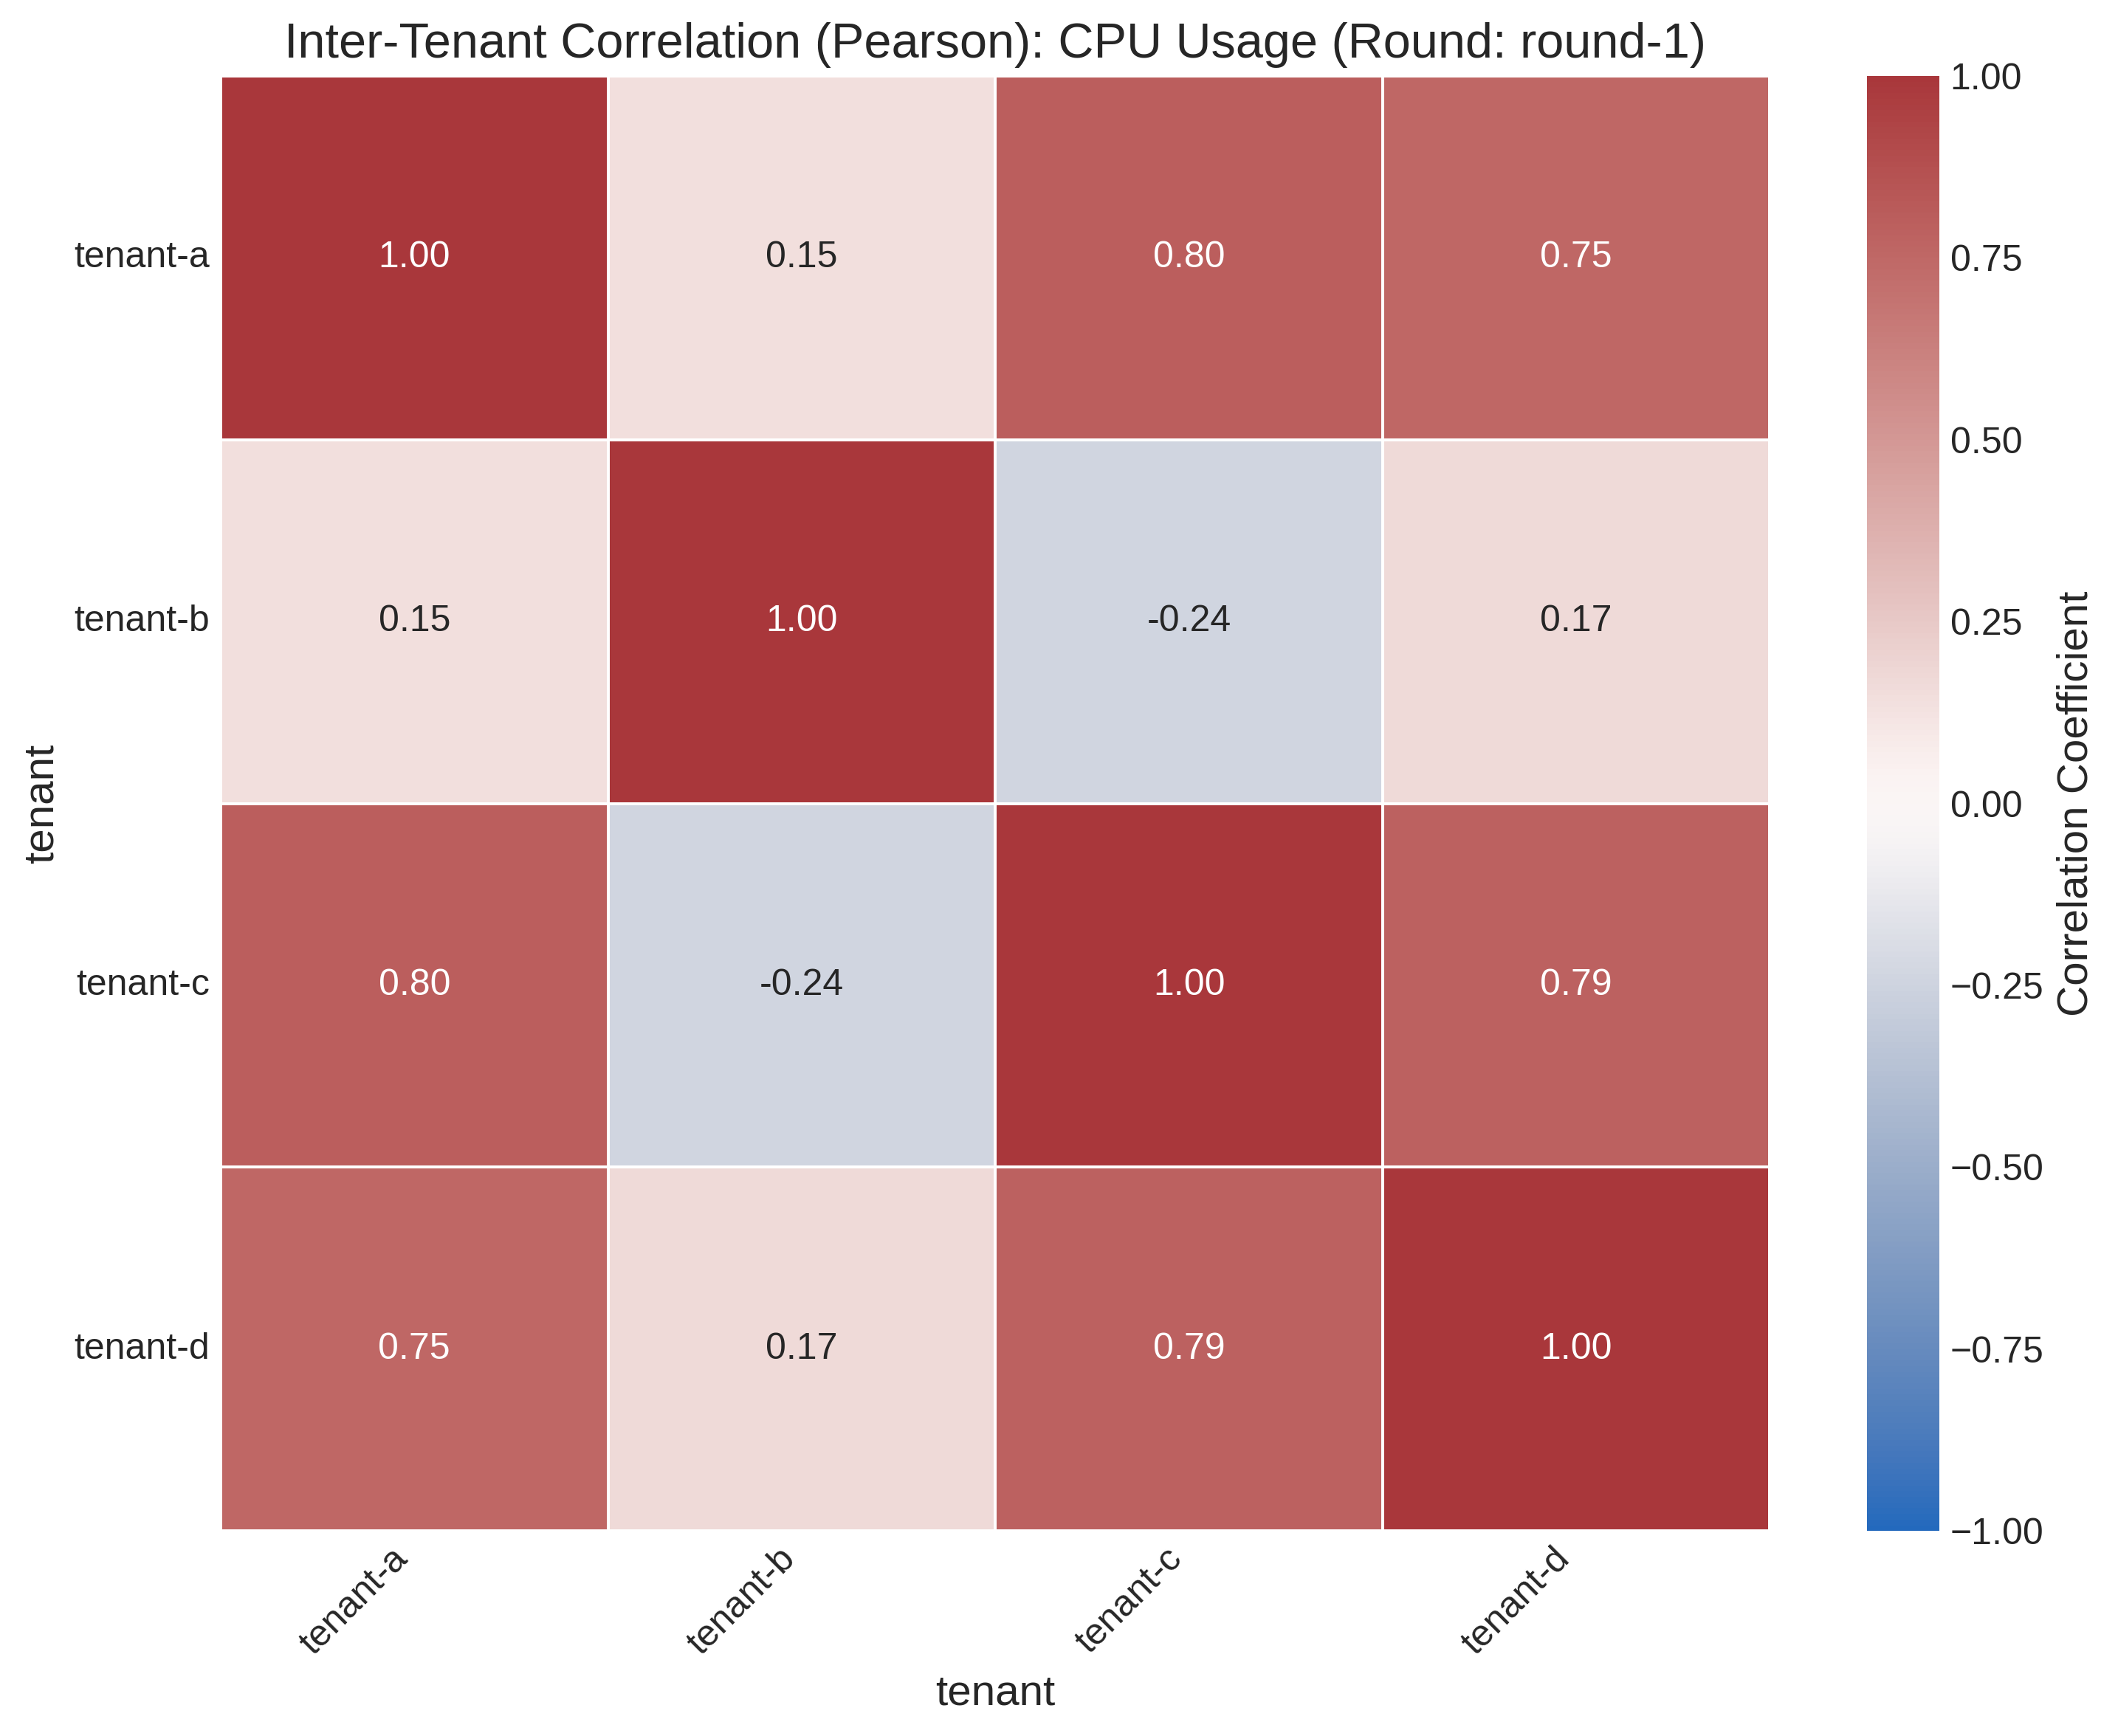 Inter-Tenant Correlation (Pearson): CPU Usage (Round: round-1)
tenant
tenant-a
1.00
0.15
0.80
0.75
tenant-b
0.15
1.00
-0.24
0.17
tenant-c
0.80
-0.24
1.00
0.79
tenant-d
0.75
0.17
0.79
1.00
tenant-a
tenant-b
tenant-c
tenant-d
tenant
1.00
0.75
0.50
0.25
0.00
−0.25
−0.50
−0.75
−1.00
Correlation Coefficient